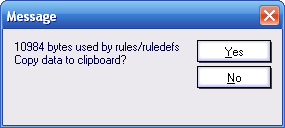 Message
10984 bytes used by rules/ruledefs
Copy data to clipboard?
Yes
No